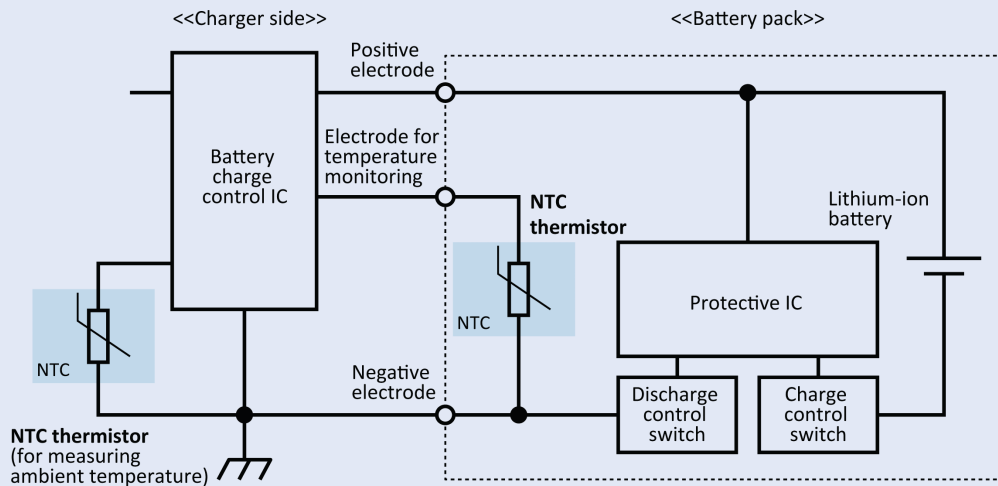 <<Charger side>>
<<Battery pack>>
Positive
electrode
Electrode for
temperature
monitoring
Battery
charge
control IC
NTC
thermistor
Lithium-ion
battery
Protective IC
NTC
NTC
Negative
electrode
Discharge
control
switch
Charge
control
switch
NTC thermistor
(for measuring
ambient temperature)